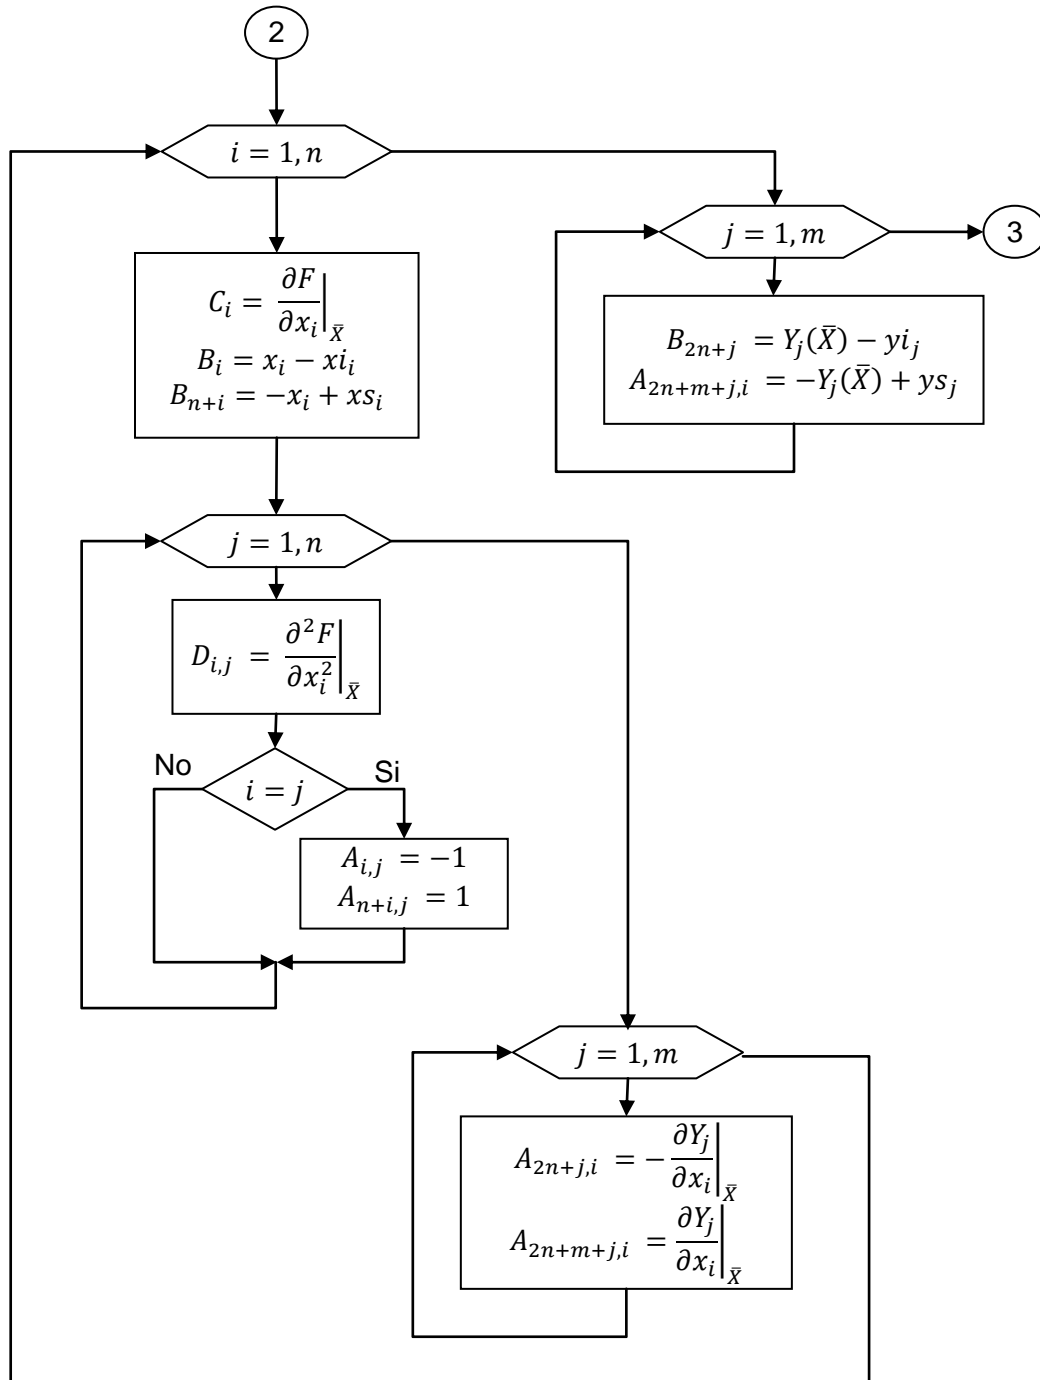 2
i = 1, n
j = 1, m
3
C_i = ∂F/∂x_i|_X̄
B_i = x_i − xi_i
B_{n+i} = −x_i + xs_i
B_{2n+j} = Y_j(X̄) − yi_j
A_{2n+m+j,i} = −Y_j(X̄) + ys_j
j = 1, n
D_{i,j} = ∂²F/∂x_i²|_X̄
No
Si
i = j
A_{i,j} = −1
A_{n+i,j} = 1
j = 1, m
A_{2n+j,i} = −∂Y_j/∂x_i|_X̄
A_{2n+m+j,i} = ∂Y_j/∂x_i|_X̄